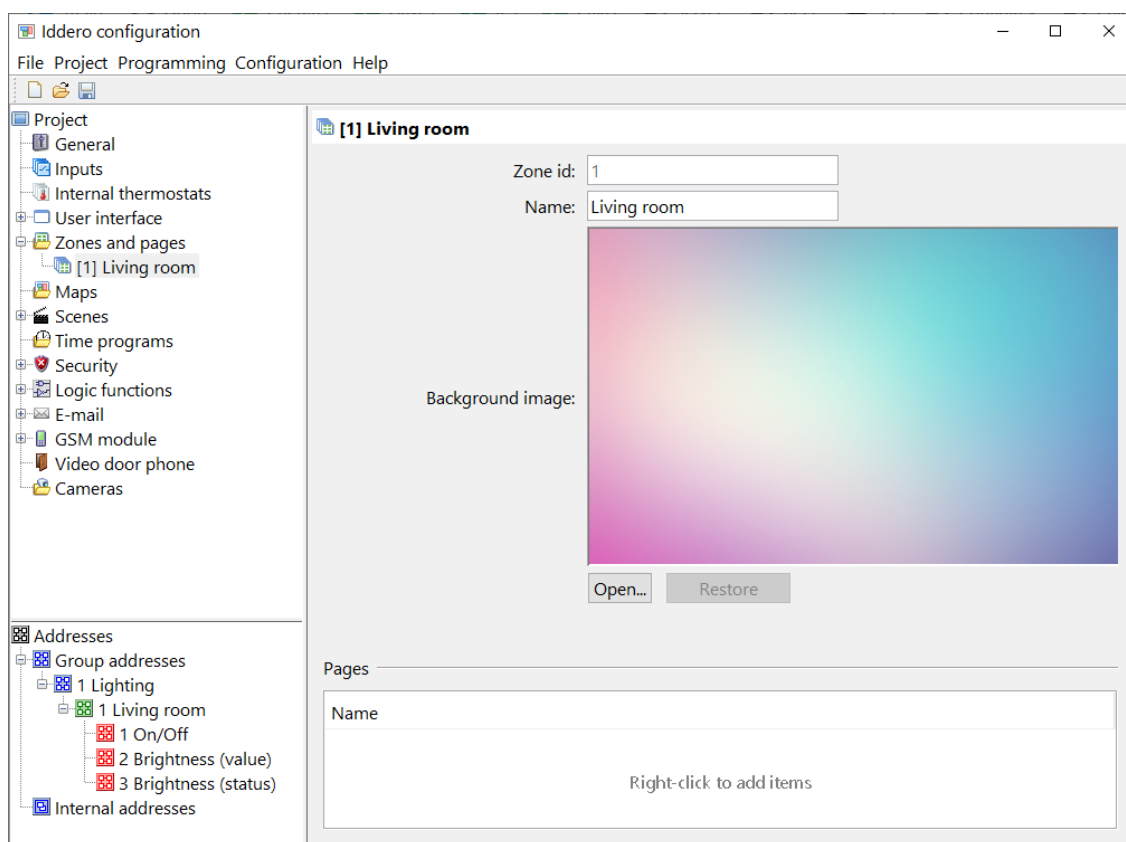 Iddero configuration
File Project Programming Configuration Help
Project
General
Inputs
Internal thermostats
User interface
Zones and pages
[1] Living room
Maps
Scenes
Time programs
Security
Logic functions
E-mail
GSM module
Video door phone
Cameras
Addresses
Group addresses
1 Lighting
1 Living room
1 On/Off
2 Brightness (value)
3 Brightness (status)
Internal addresses
[1] Living room
Zone id: 1
Name: Living room
Background image:
Open... Restore
Pages
Name
Right-click to add items